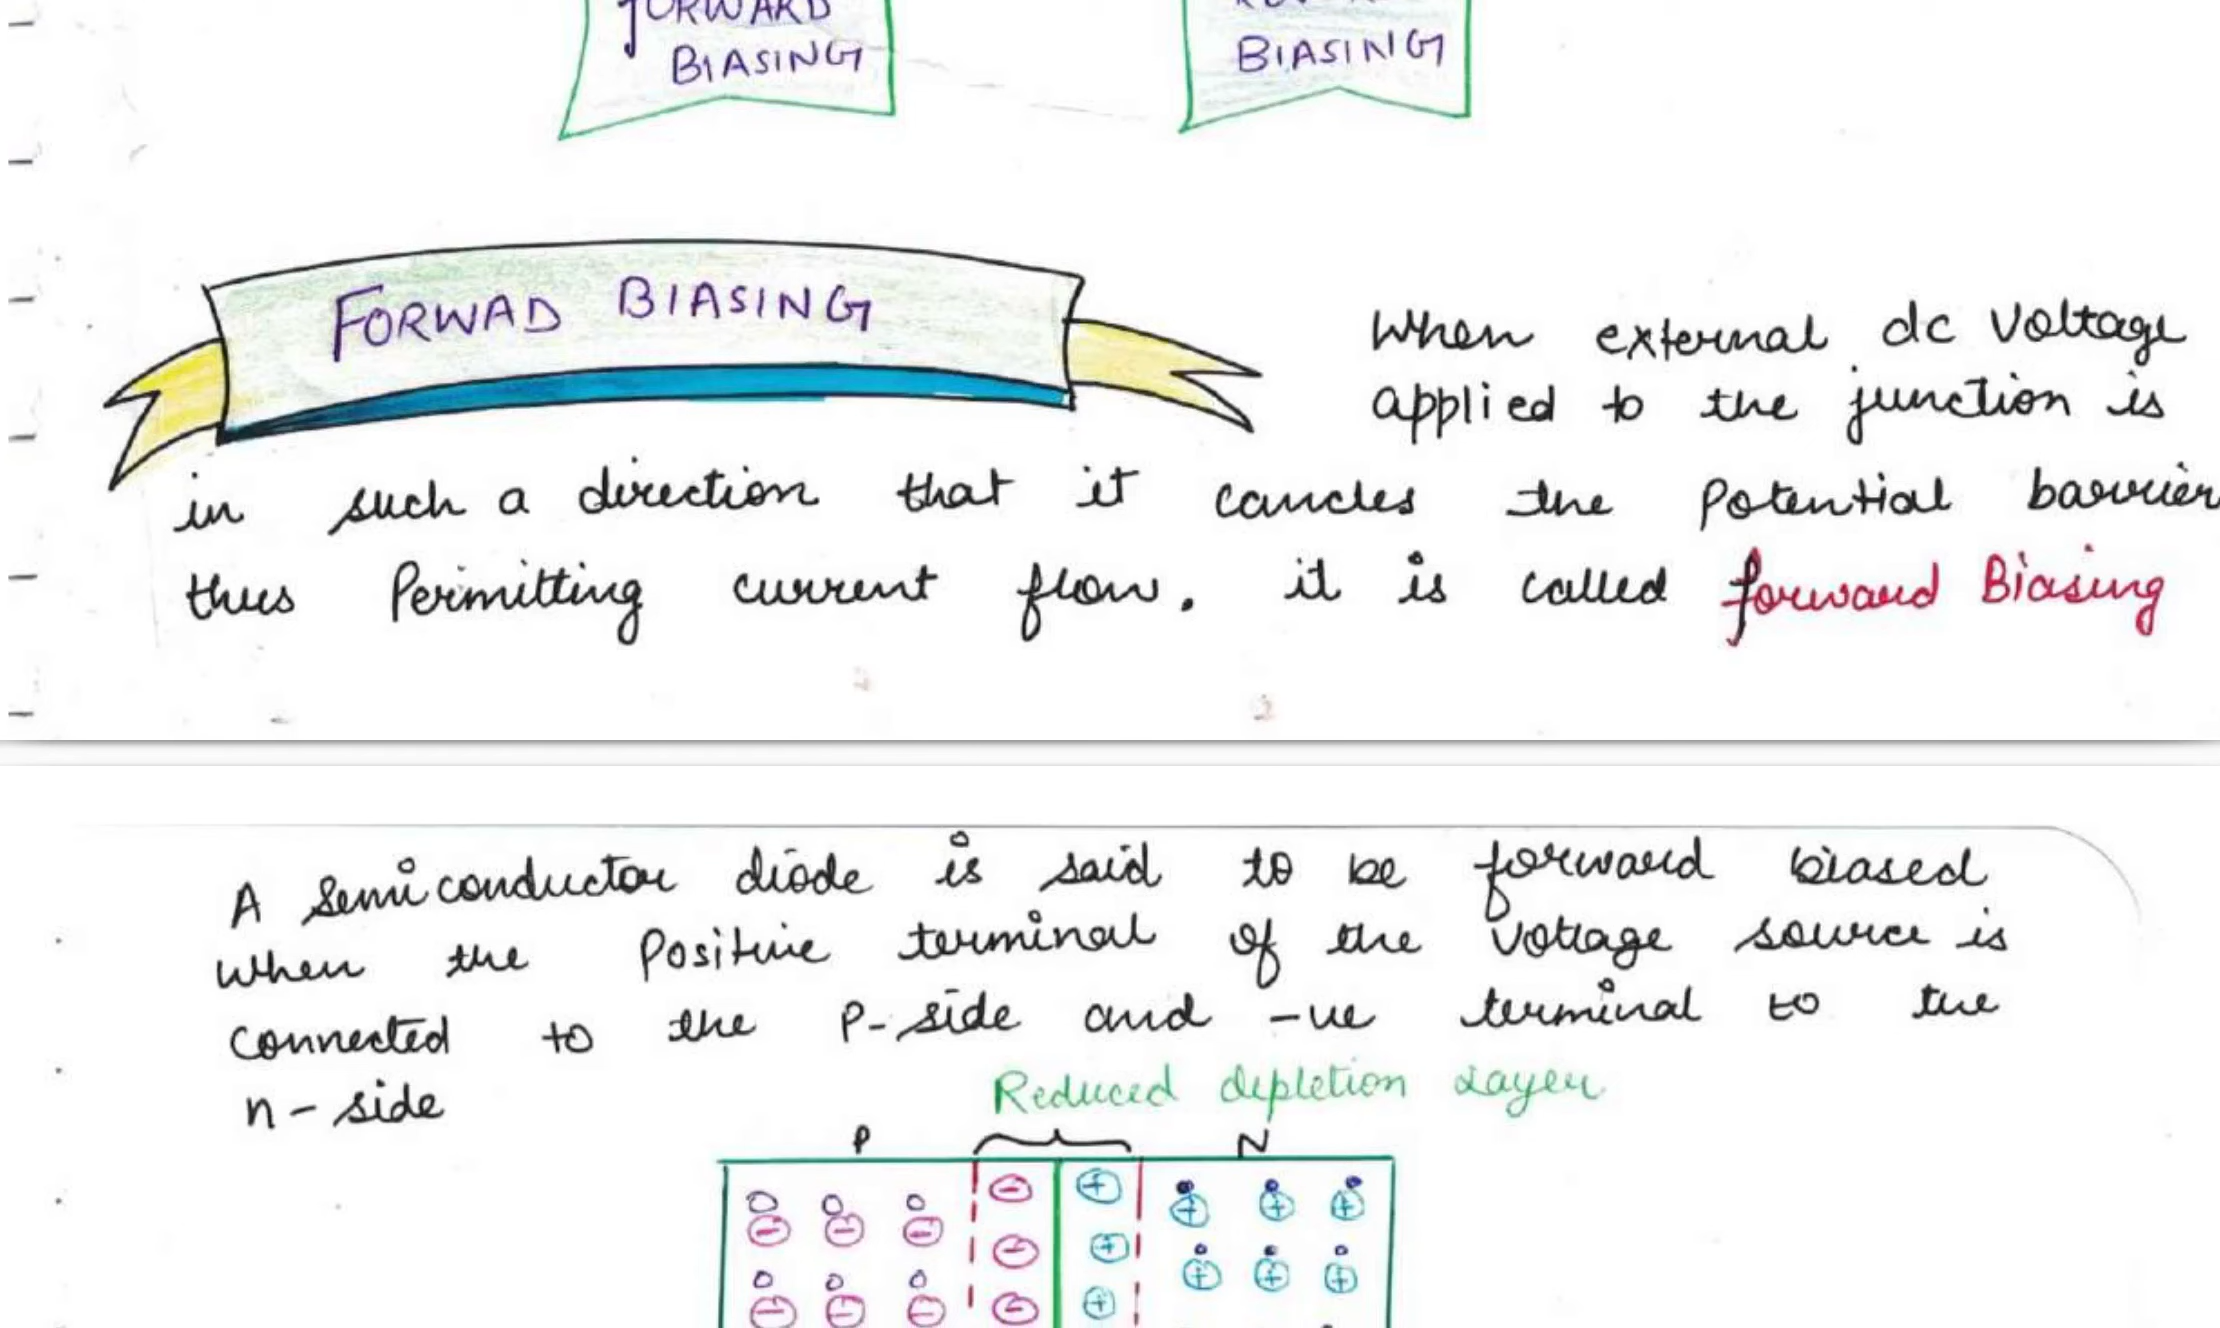 FORWARD
BIASING
BIASING
FORWAD BIASING
When external dc voltage
applied to the junction is
in such a direction that it cancles the Potential barrier
thus Permitting current flow. it is called forward Biasing
A Semiconductor diode is said to be forward biased
when the Positive terminal of the Voltage source is
connected to the P-side and -ve terminal to the
n-side
Reduced depletion Layer
P N